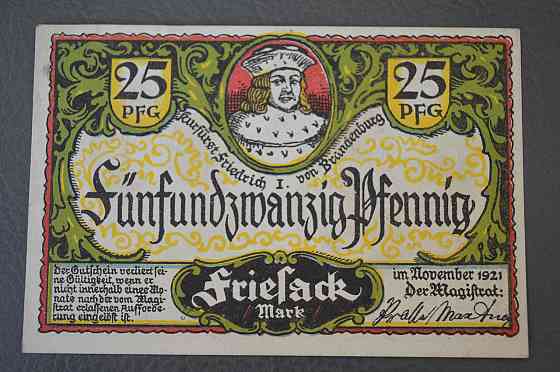 25 PFG
25 PFG
Kurfürst Friedrich I. von Brandenburg
Fünfundzwanzig Pfennig
Der Gutschein verliert sei-
ne Gültigkeit, wenn er
nicht innerhalb eines Mo-
nats nach der vom Magi-
strat erlassenen Aufforde-
rung eingelöst ist.
Friesack
Mark
im November 1921
Der Magistrat: